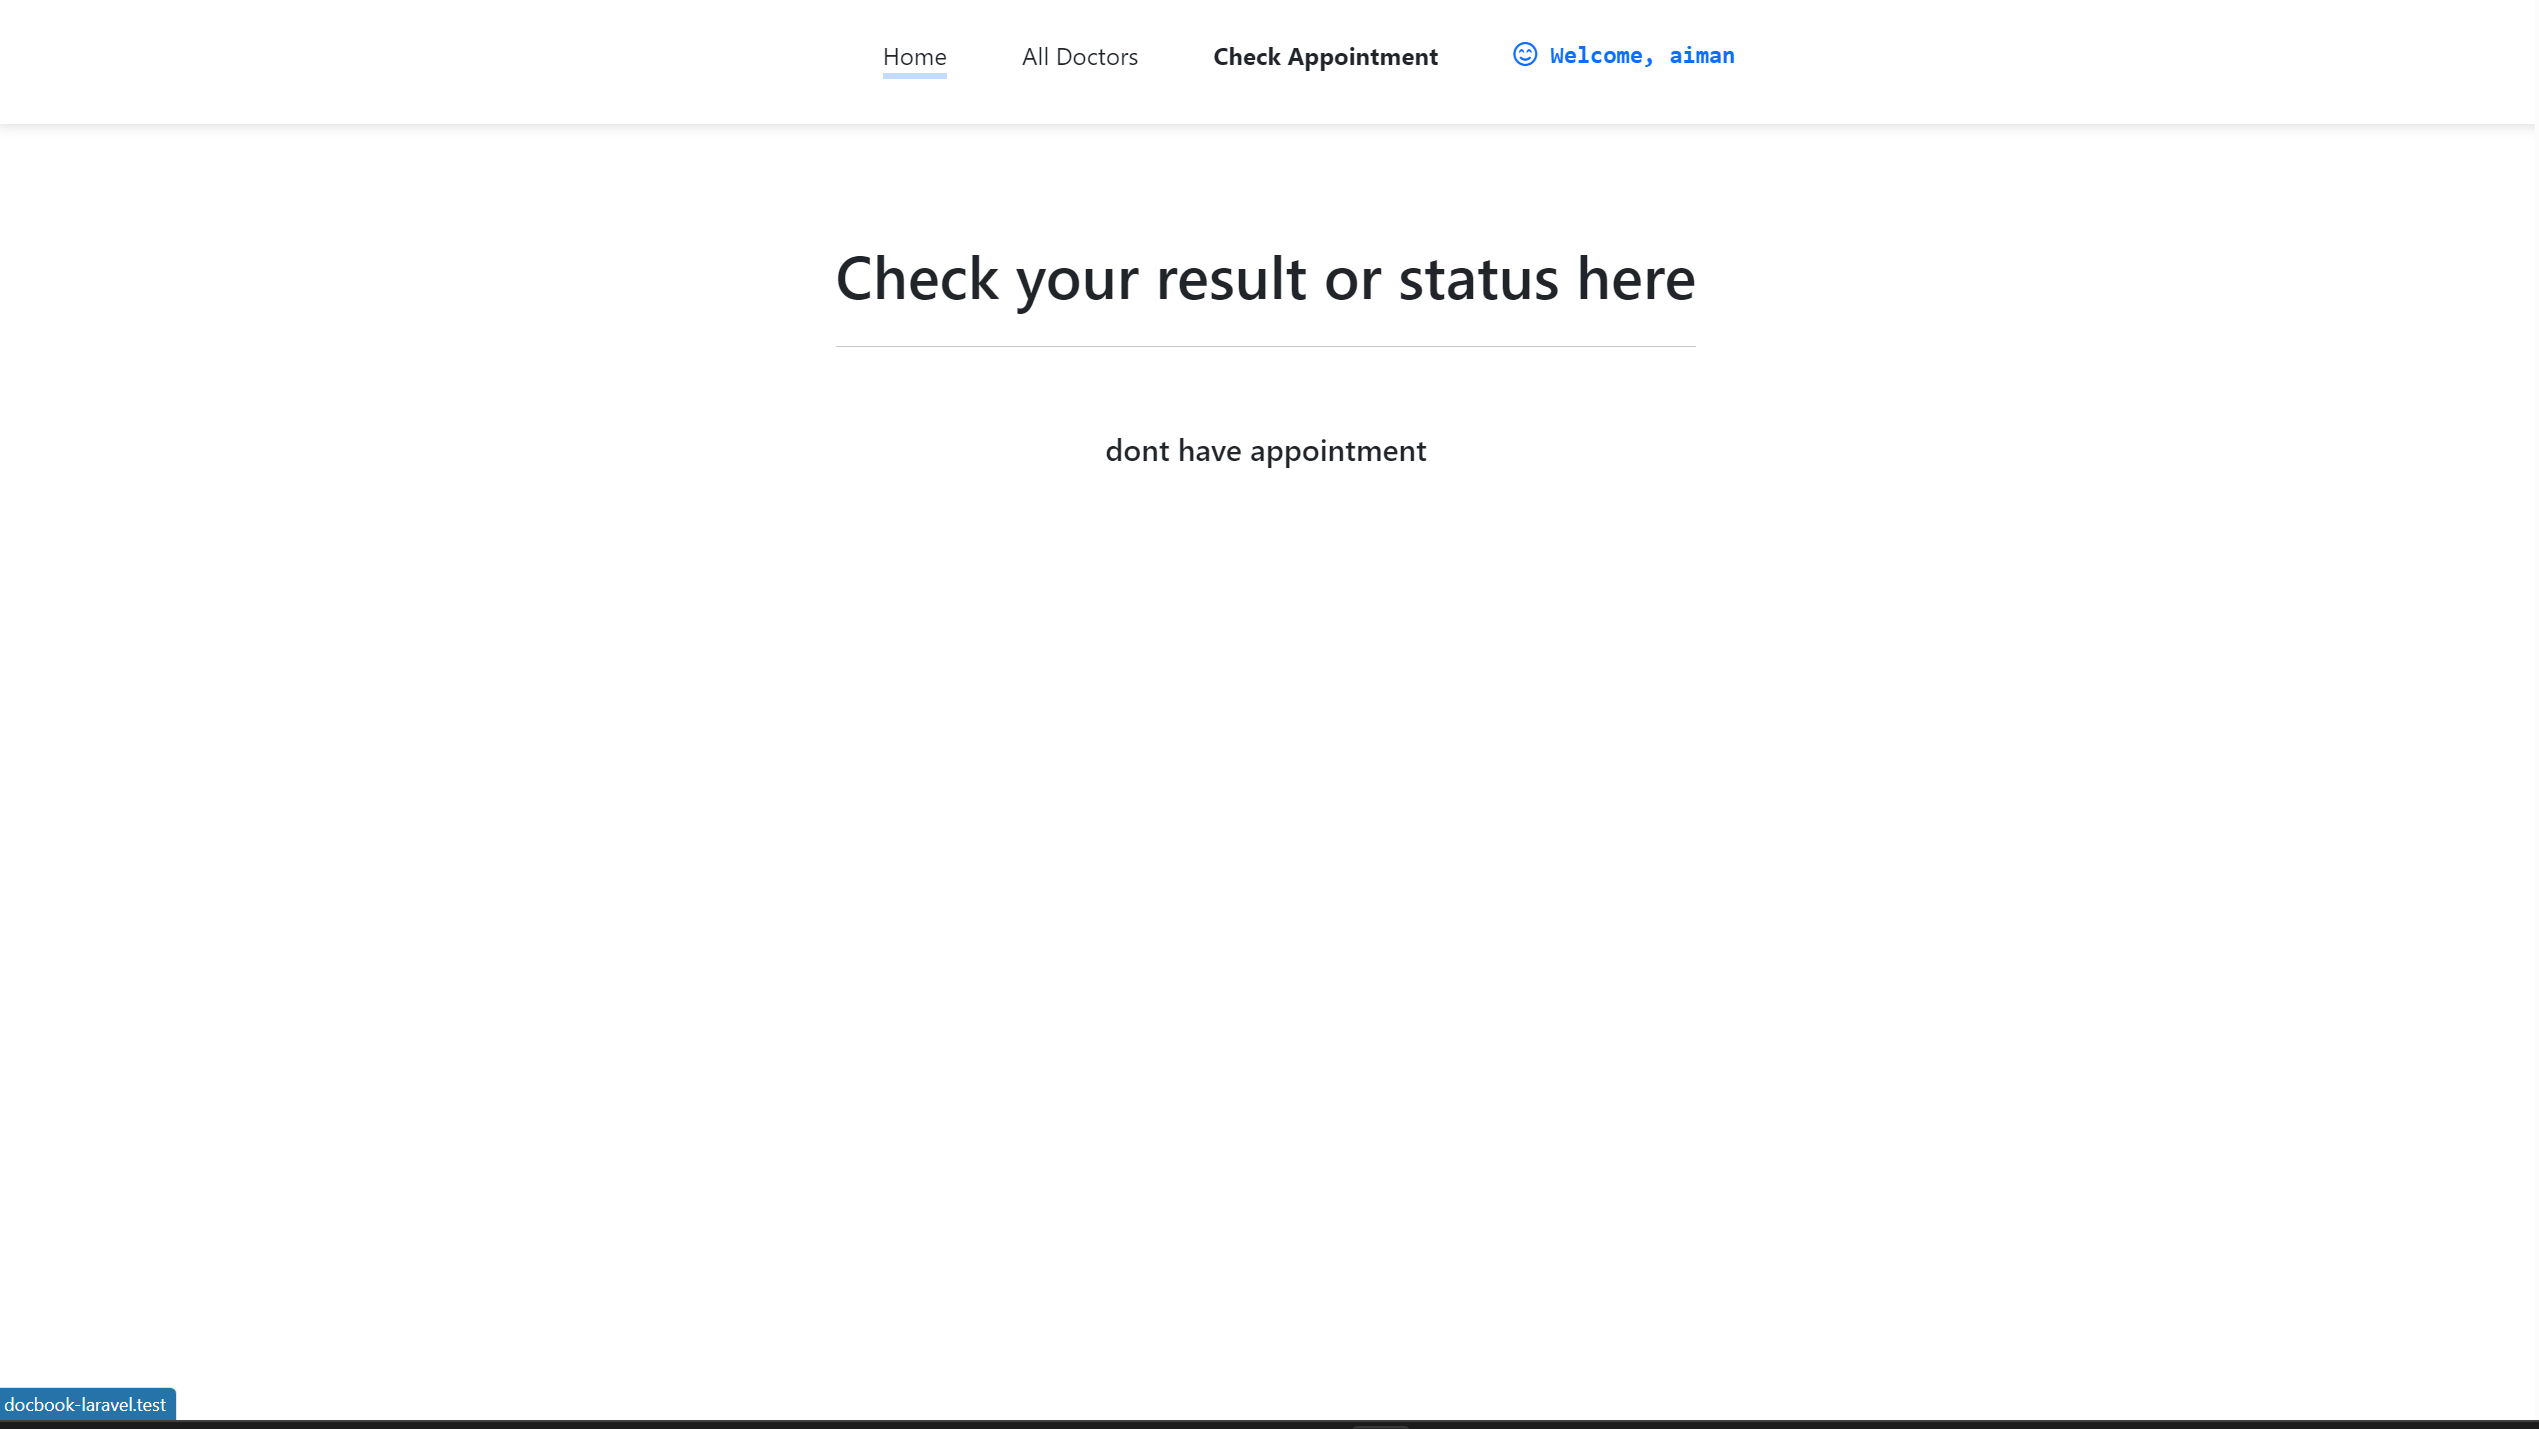 Home All Doctors Check Appointment Welcome, aiman
Check your result or status here
dont have appointment
docbook-laravel.test